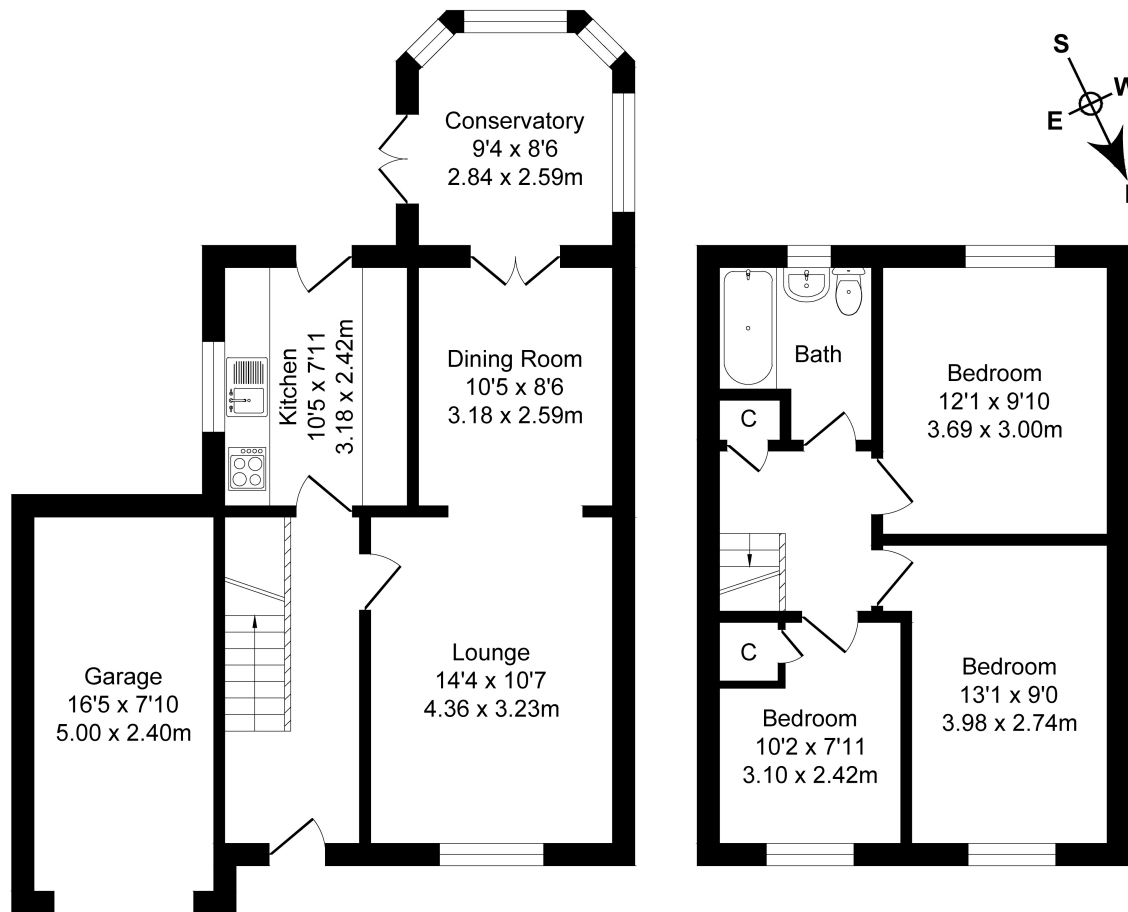 S
W
E
Conservatory
9'4 x 8'6
2.84 x 2.59m
Kitchen
10'5 x 7'11
3.18 x 2.42m
Dining Room
10'5 x 8'6
3.18 x 2.59m
Garage
16'5 x 7'10
5.00 x 2.40m
Lounge
14'4 x 10'7
4.36 x 3.23m
Bath
C
Bedroom
12'1 x 9'10
3.69 x 3.00m
C
Bedroom
10'2 x 7'11
3.10 x 2.42m
Bedroom
13'1 x 9'0
3.98 x 2.74m